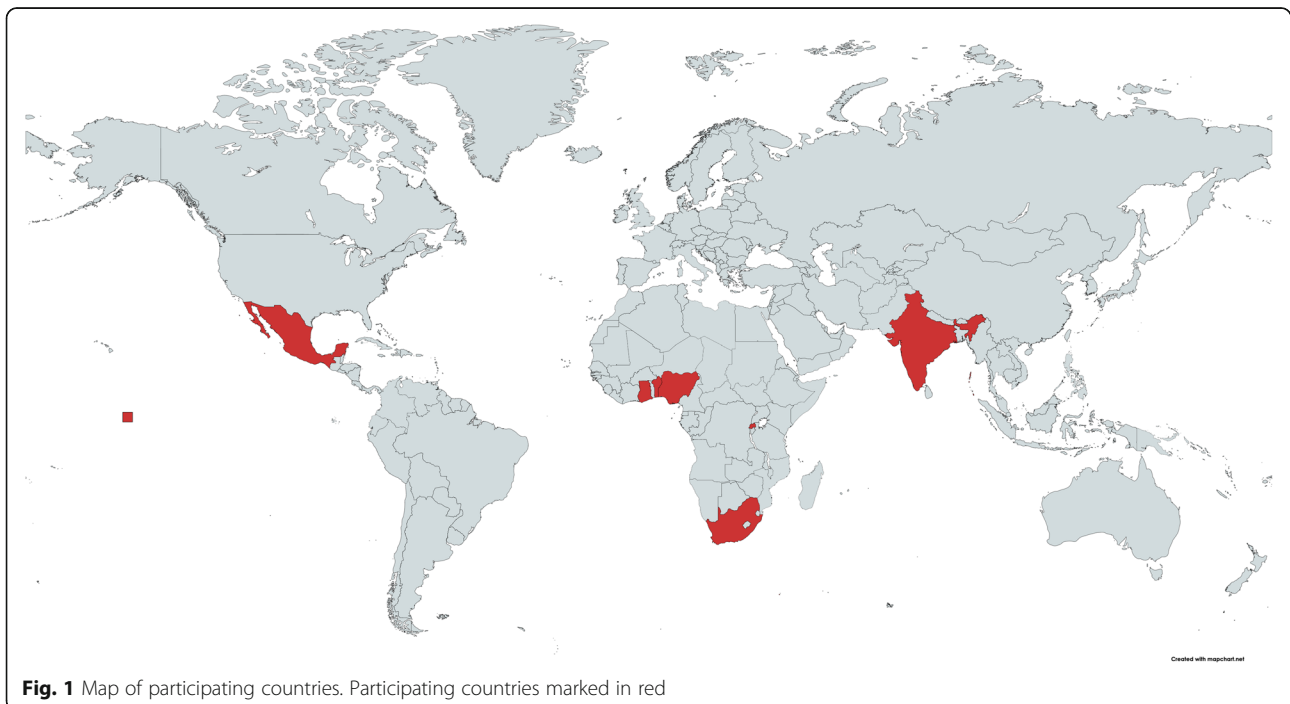 Created with mapchart.net
Fig. 1 Map of participating countries. Participating countries marked in red